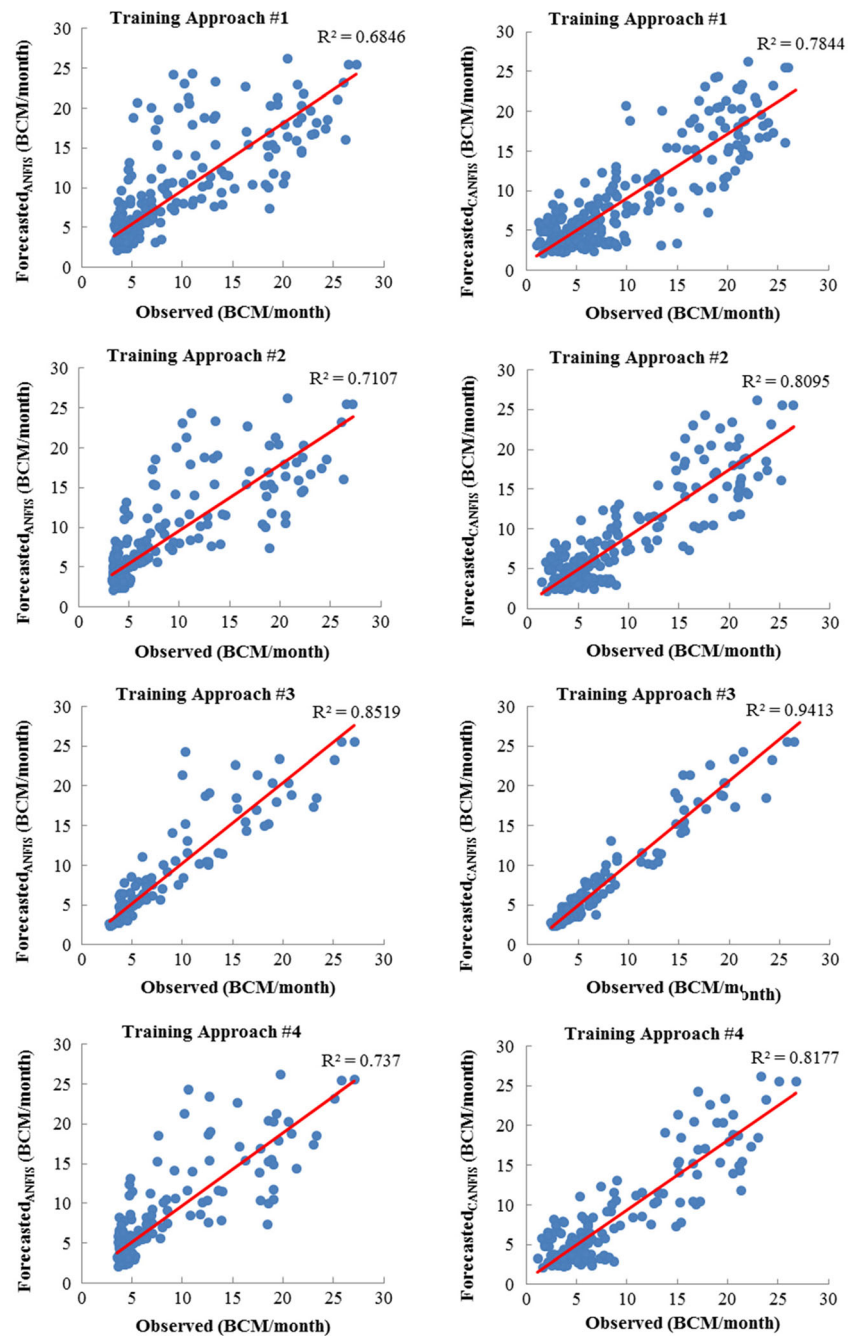 Training Approach #1
R² = 0.6846
Forecasted_ANFIS (BCM/month)
30
25
20
15
10
5
0
0 5 10 15 20 25 30
Observed (BCM/month)
Training Approach #1
R² = 0.7844
Forecasted_CANFIS (BCM/month)
30
25
20
15
10
5
0
0 5 10 15 20 25 30
Observed (BCM/month)
Training Approach #2
R² = 0.7107
Forecasted_ANFIS (BCM/month)
30
25
20
15
10
5
0
0 5 10 15 20 25 30
Observed (BCM/month)
Training Approach #2
R² = 0.8095
Forecasted_CANFIS (BCM/month)
30
25
20
15
10
5
0
0 5 10 15 20 25 30
Observed (BCM/month)
Training Approach #3
R² = 0.8519
Forecasted_ANFIS (BCM/month)
30
25
20
15
10
5
0
0 5 10 15 20 25 30
Observed (BCM/month)
Training Approach #3
R² = 0.9413
Forecasted_CANFIS (BCM/month)
30
25
20
15
10
5
0
0 5 10 15 20 25 30
Observed (BCM/month)
Training Approach #4
R² = 0.737
Forecasted_ANFIS (BCM/month)
30
25
20
15
10
5
0
0 5 10 15 20 25 30
Observed (BCM/month)
Training Approach #4
R² = 0.8177
Forecasted_CANFIS (BCM/month)
30
25
20
15
10
5
0
0 5 10 15 20 25 30
Observed (BCM/month)